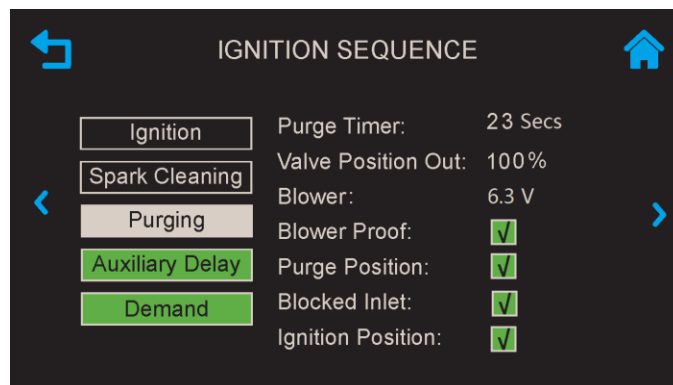 IGNITION SEQUENCE
Ignition
Spark Cleaning
Purging
Auxiliary Delay
Demand
Purge Timer: 23 Secs
Valve Position Out: 100%
Blower: 6.3 V
Blower Proof: √
Purge Position: √
Blocked Inlet: √
Ignition Position: √